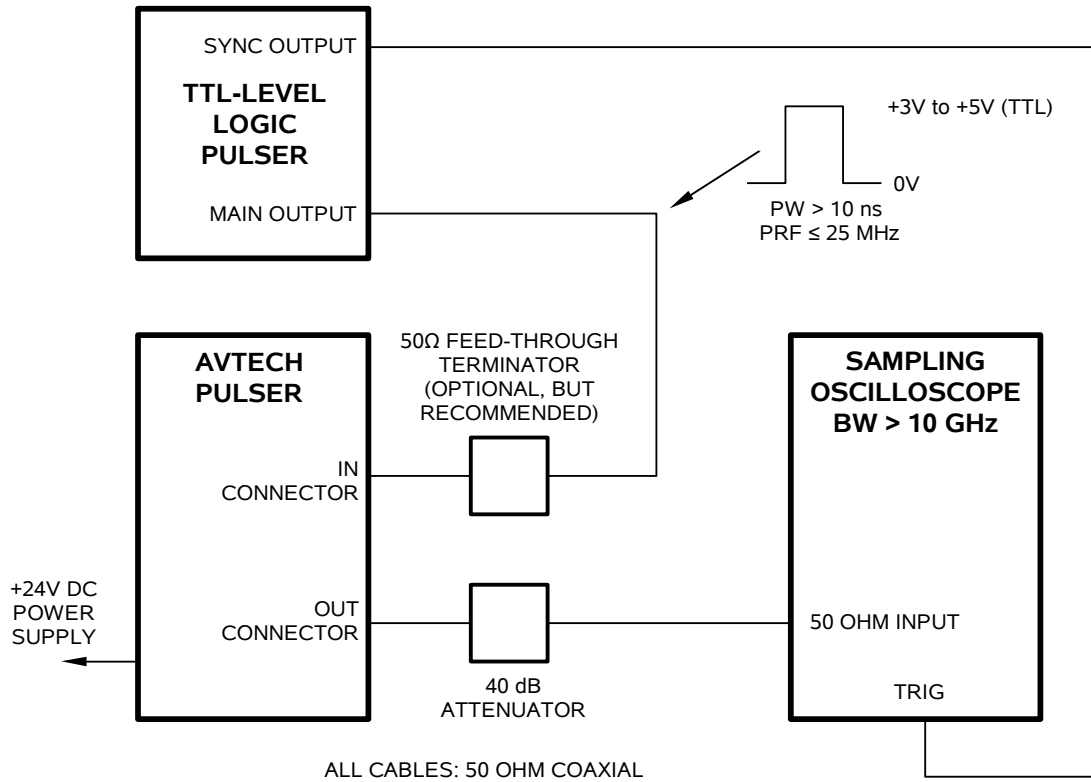 SYNC OUTPUT
TTL-LEVEL
LOGIC
PULSER
MAIN OUTPUT
+3V to +5V (TTL)
0V
PW > 10 ns
PRF ≤ 25 MHz
AVTECH
PULSER
IN
CONNECTOR
OUT
CONNECTOR
50Ω FEED-THROUGH
TERMINATOR
(OPTIONAL, BUT
RECOMMENDED)
SAMPLING
OSCILLOSCOPE
BW > 10 GHz
50 OHM INPUT
TRIG
+24V DC
POWER
SUPPLY
40 dB
ATTENUATOR
ALL CABLES: 50 OHM COAXIAL